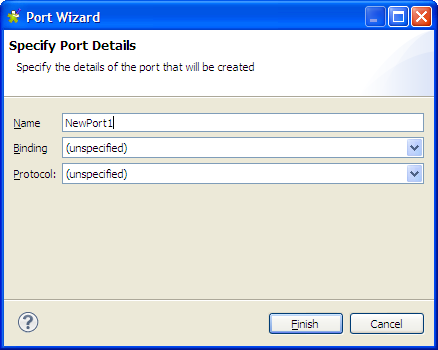 Port Wizard
Specify Port Details
Specify the details of the port that will be created
Name NewPort1
Binding (unspecified)
Protocol: (unspecified)
? Finish Cancel